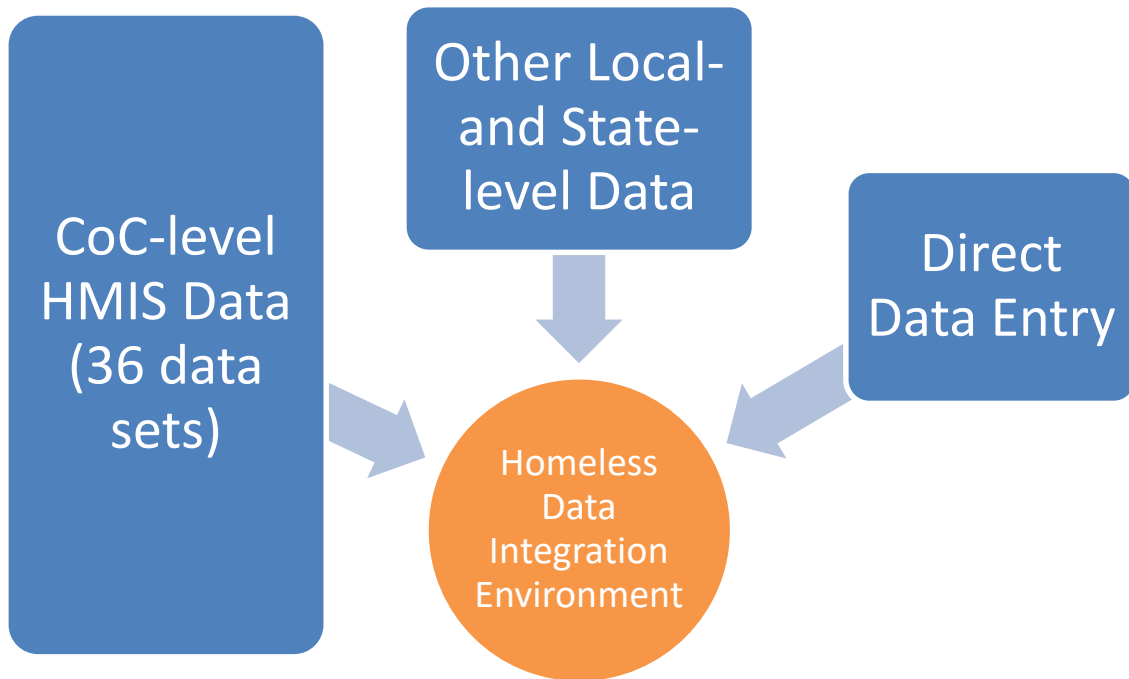 CoC-level
HMIS Data
(36 data
sets)
Other Local-
and State-
level Data
Direct
Data Entry
Homeless
Data
Integration
Environment